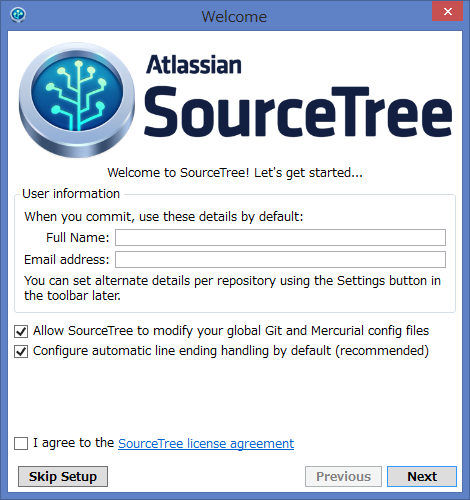 Welcome
Atlassian
SourceTree
Welcome to SourceTree! Let's get started...
User information
When you commit, use these details by default:
Full Name:
Email address:
You can set alternate details per repository using the Settings button in
the toolbar later.
Allow SourceTree to modify your global Git and Mercurial config files
Configure automatic line ending handling by default (recommended)
I agree to the SourceTree license agreement
Skip Setup Previous Next